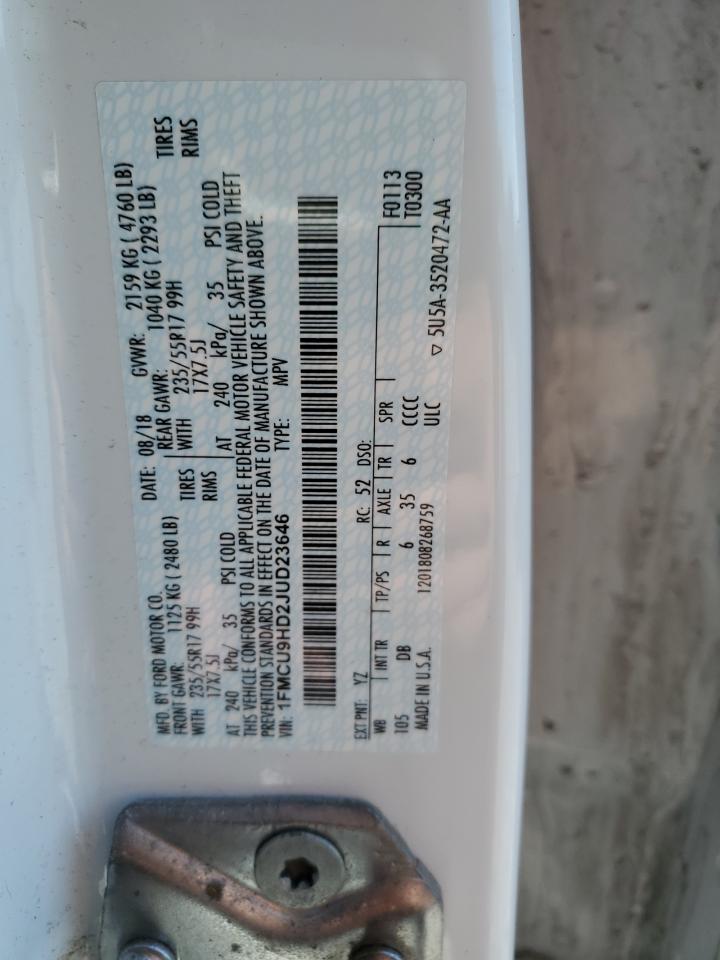 MFD. BY FORD MOTOR CO. DATE: 08/18 GVWR: 2159 KG ( 4760 LB)
FRONT GAWR: 1125 KG ( 2480 LB) REAR GAWR: 1040 KG ( 2293 LB)
WITH 235/55R17 99H TIRES WITH 235/55R17 99H TIRES
17X7.5J RIMS 17X7.5J RIMS
AT 240 kPa/ 35 PSI COLD AT 240 kPa/ 35 PSI COLD
THIS VEHICLE CONFORMS TO ALL APPLICABLE FEDERAL MOTOR VEHICLE SAFETY AND THEFT
PREVENTION STANDARDS IN EFFECT ON THE DATE OF MANUFACTURE SHOWN ABOVE.
VIN: 1FMCU9HD2JUD23646 TYPE: MPV
EXT PNT: YZ RC: 52 DSO:
WB INT TR TP/PS R AXLE TR SPR F0113
105 DB 6 35 6 CCCC T0300
MADE IN U.S.A. 1201808268759 ULC ▽ 5U5A-3520472-AA